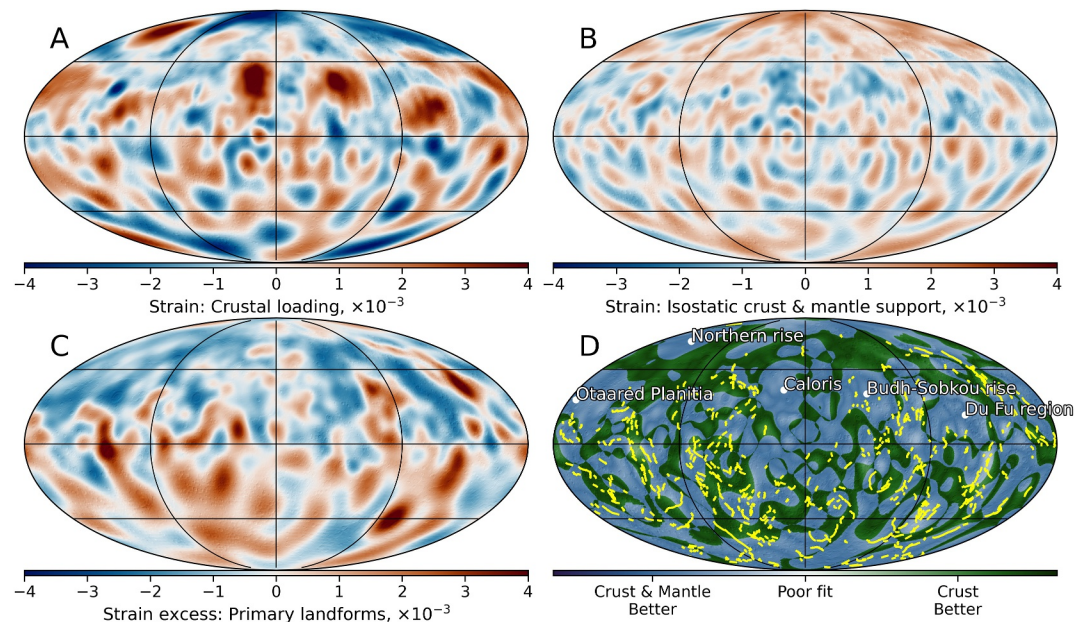 A
B
−4 −3 −2 −1 0 1 2 3 4
Strain: Crustal loading, ×10⁻³
−4 −3 −2 −1 0 1 2 3 4
Strain: Isostatic crust & mantle support, ×10⁻³
C
D
Northern rise
Otaared Planitia
Caloris
Budh-Sobkou rise
Du Fu region
−4 −3 −2 −1 0 1 2 3 4
Strain excess: Primary landforms, ×10⁻³
Crust & Mantle
Better
Poor fit
Crust
Better